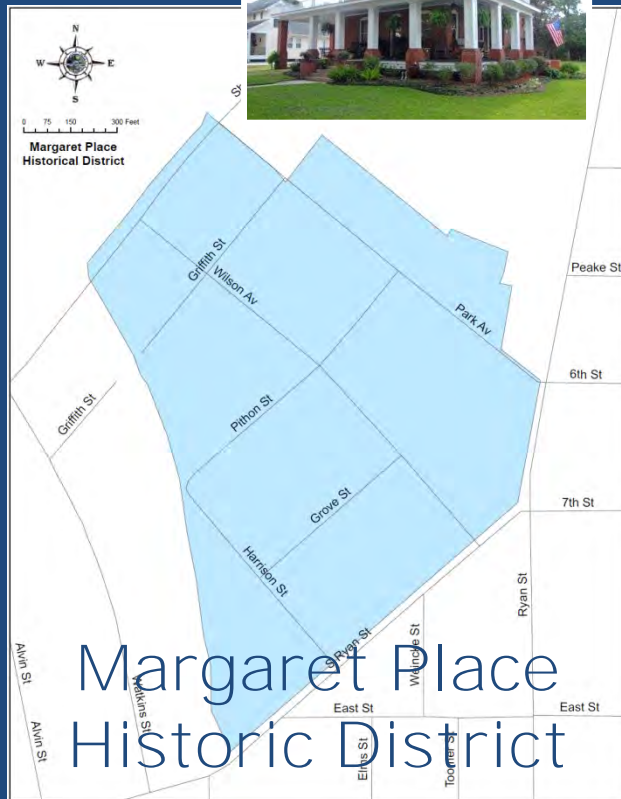 N
W E
S
0 75 150 300 Feet
Margaret Place
Historical District
St
Peake St
Griffith St
Wilson Av
Park Av
6th St
Griffith St
Pithon St
Grove St
7th St
Harrison St
Ryan St
S Ryan St
Weincke St
Alvin St
Watkins St
East St
East St
Alvin St
Elms St
Toomer St
Margaret Place
Historic District